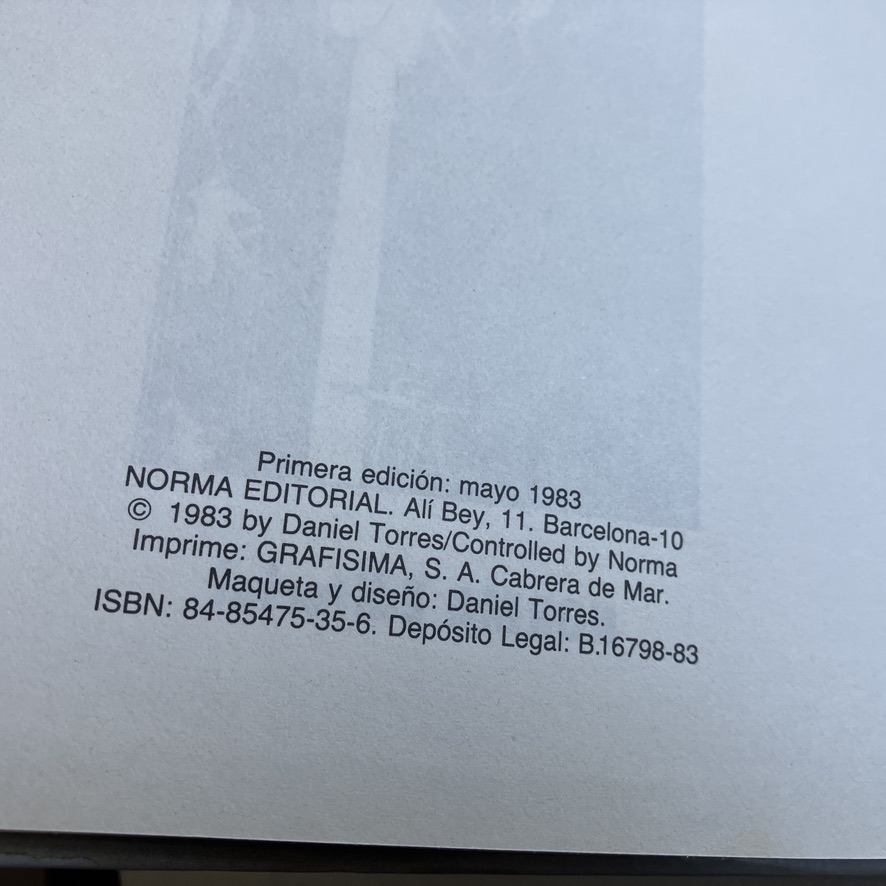 Primera edición: mayo 1983
NORMA EDITORIAL. Alí Bey, 11. Barcelona-10
© 1983 by Daniel Torres/Controlled by Norma
Imprime: GRAFISIMA, S. A. Cabrera de Mar.
Maqueta y diseño: Daniel Torres.
ISBN: 84-85475-35-6. Depósito Legal: B.16798-83